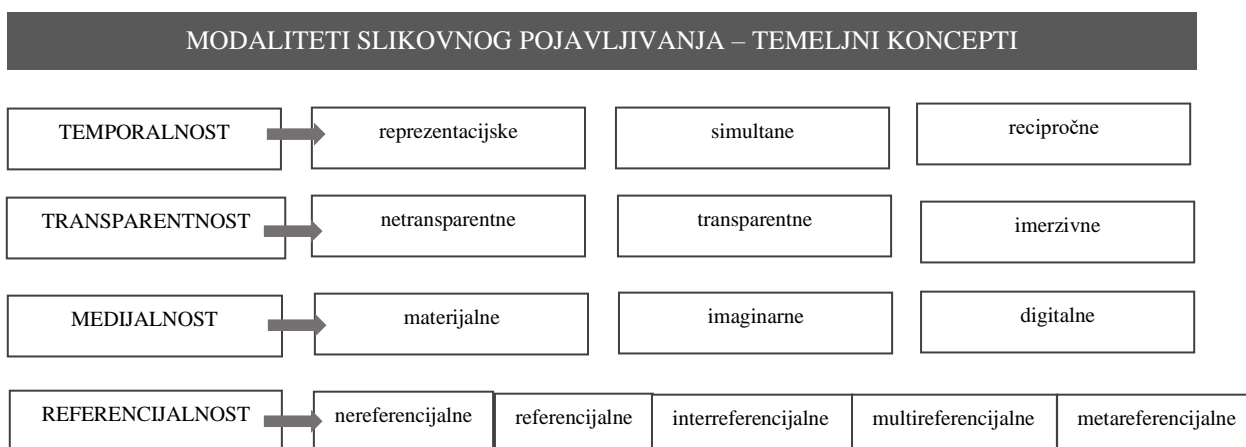 MODALITETI SLIKOVNOG POJAVLJIVANJA – TEMELJNI KONCEPTI
TEMPORALNOST reprezentacijske simultane recipročne
TRANSPARENTNOST netransparentne transparentne imerzivne
MEDIJALNOST materijalne imaginarne digitalne
REFERENCIJALNOST nereferencijalne referencijalne interreferencijalne multireferencijalne metareferencijalne